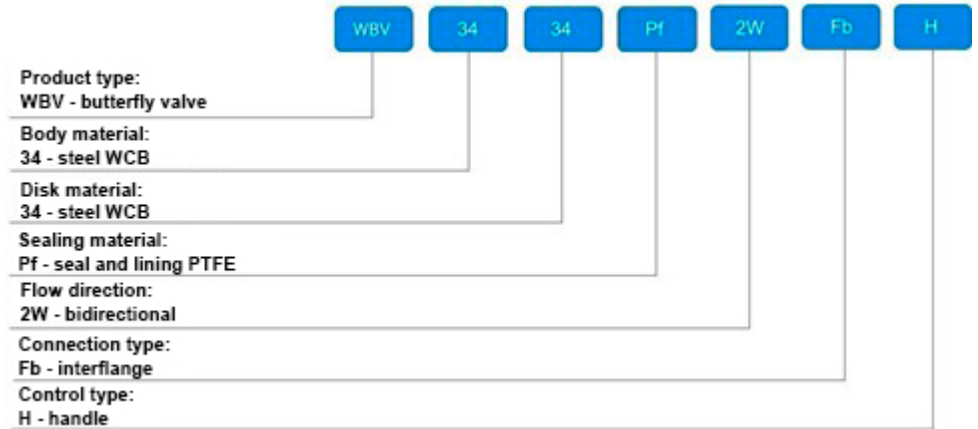 WBV 34 34 Pf 2W Fb H
Product type:
WBV - butterfly valve
Body material:
34 - steel WCB
Disk material:
34 - steel WCB
Sealing material:
Pf - seal and lining PTFE
Flow direction:
2W - bidirectional
Connection type:
Fb - interflange
Control type:
H - handle